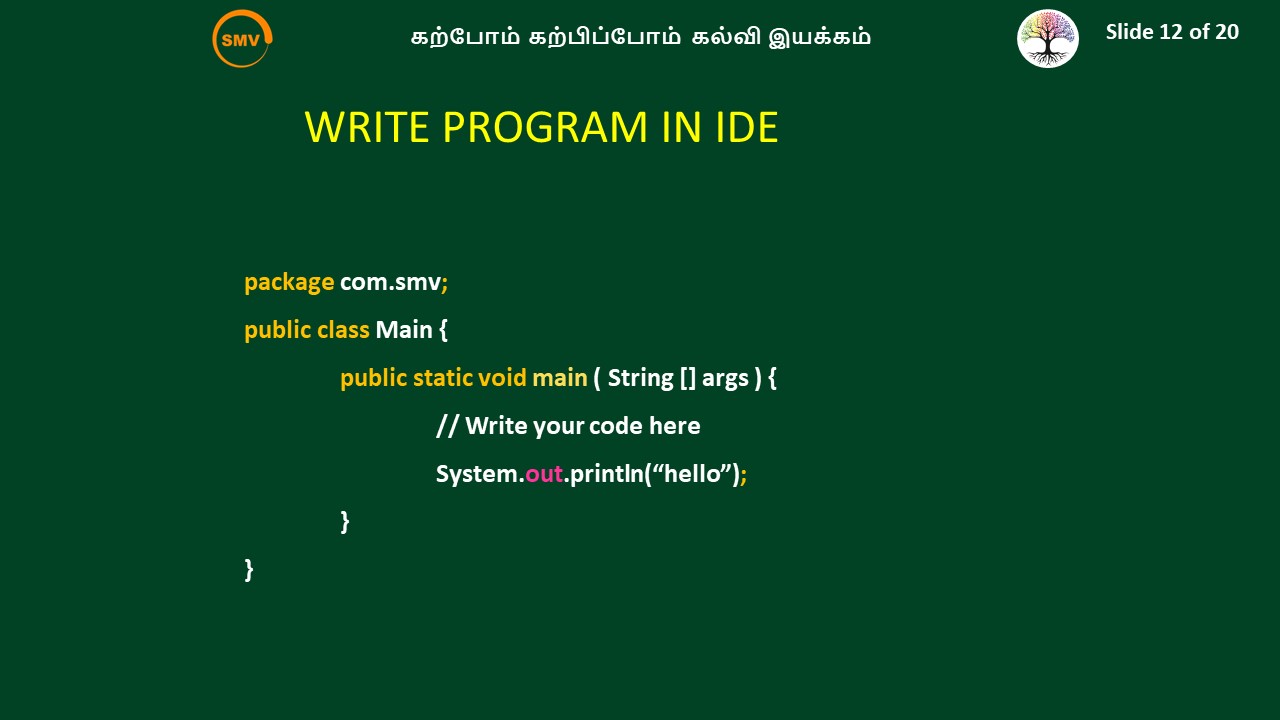 SMV
கற்போம் கற்பிப்போம் கல்வி இயக்கம்
Slide 12 of 20
WRITE PROGRAM IN IDE
package com.smv;
public class Main {
public static void main ( String [] args ) {
// Write your code here
System.out.println(“hello”);
}
}